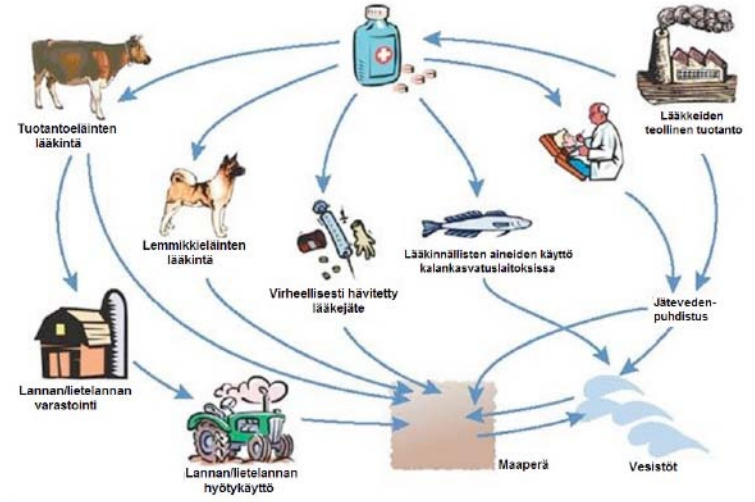 Lääkkeiden
teollinen tuotanto
Tuotantoeläinten
lääkintä
Lemmikkieläinten
lääkintä
Virheellisesti hävitetty
lääkejäte
Lääkinnällisten aineiden käyttö
kalankasvatuslaitoksissa
Jäteveden-
puhdistus
Lannan/lietelannan
varastointi
Lannan/lietelannan
hyötykäyttö
Maaperä
Vesistöt